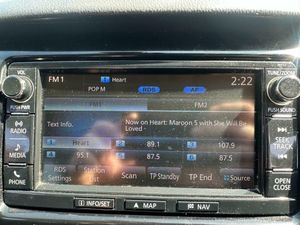 VOL
PUSH PWR
RADIO
MEDIA
PHONE
FM 1
1 Heart
2:22
POP M
RDS
AF
FM1
FM2
Text Info.
Now on Heart: Maroon 5 with She Will Be
Loved -
1 Heart
2 89.1
3 107.9
4 95.1
5 87.5
6 87.5
RDS
Settings
Station
List
Scan
TP Standby
TP End
Source
TUNE/ZOOM
PUSH SOUND
SEEK
TRACK
OPEN
CLOSE
INFO/SET
MAP
NAV